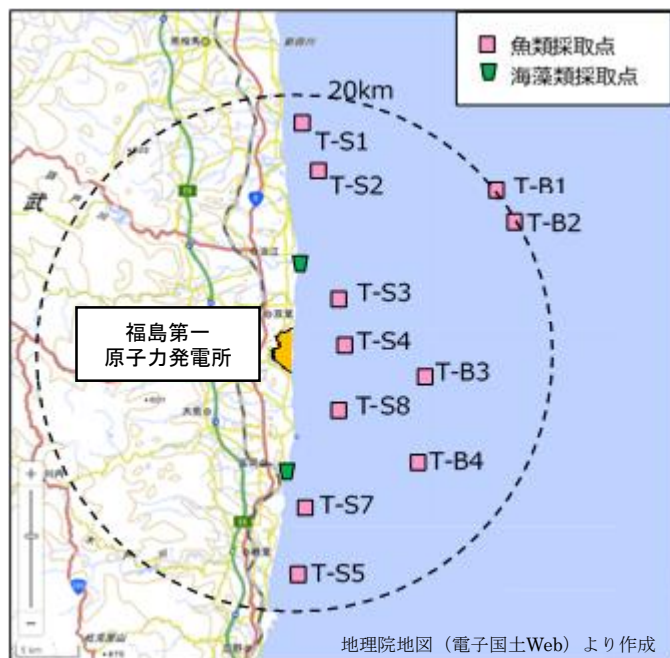 魚類採取点
海藻類採取点
20km
T-S1
T-S2
T-B1
T-B2
武
T-S3
福島第一
原子力発電所
T-S4
T-B3
T-S8
T-B4
T-S7
T-S5
地理院地図（電子国土Web）より作成